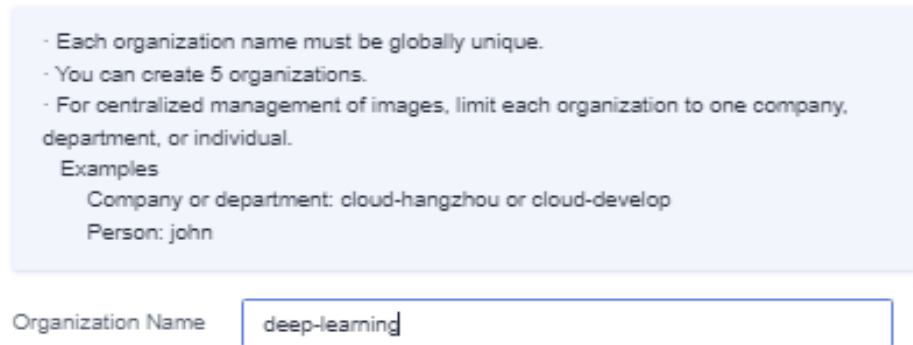 · Each organization name must be globally unique.
· You can create 5 organizations.
· For centralized management of images, limit each organization to one company,
department, or individual.
Examples
Company or department: cloud-hangzhou or cloud-develop
Person: john
Organization Name
deep-learning